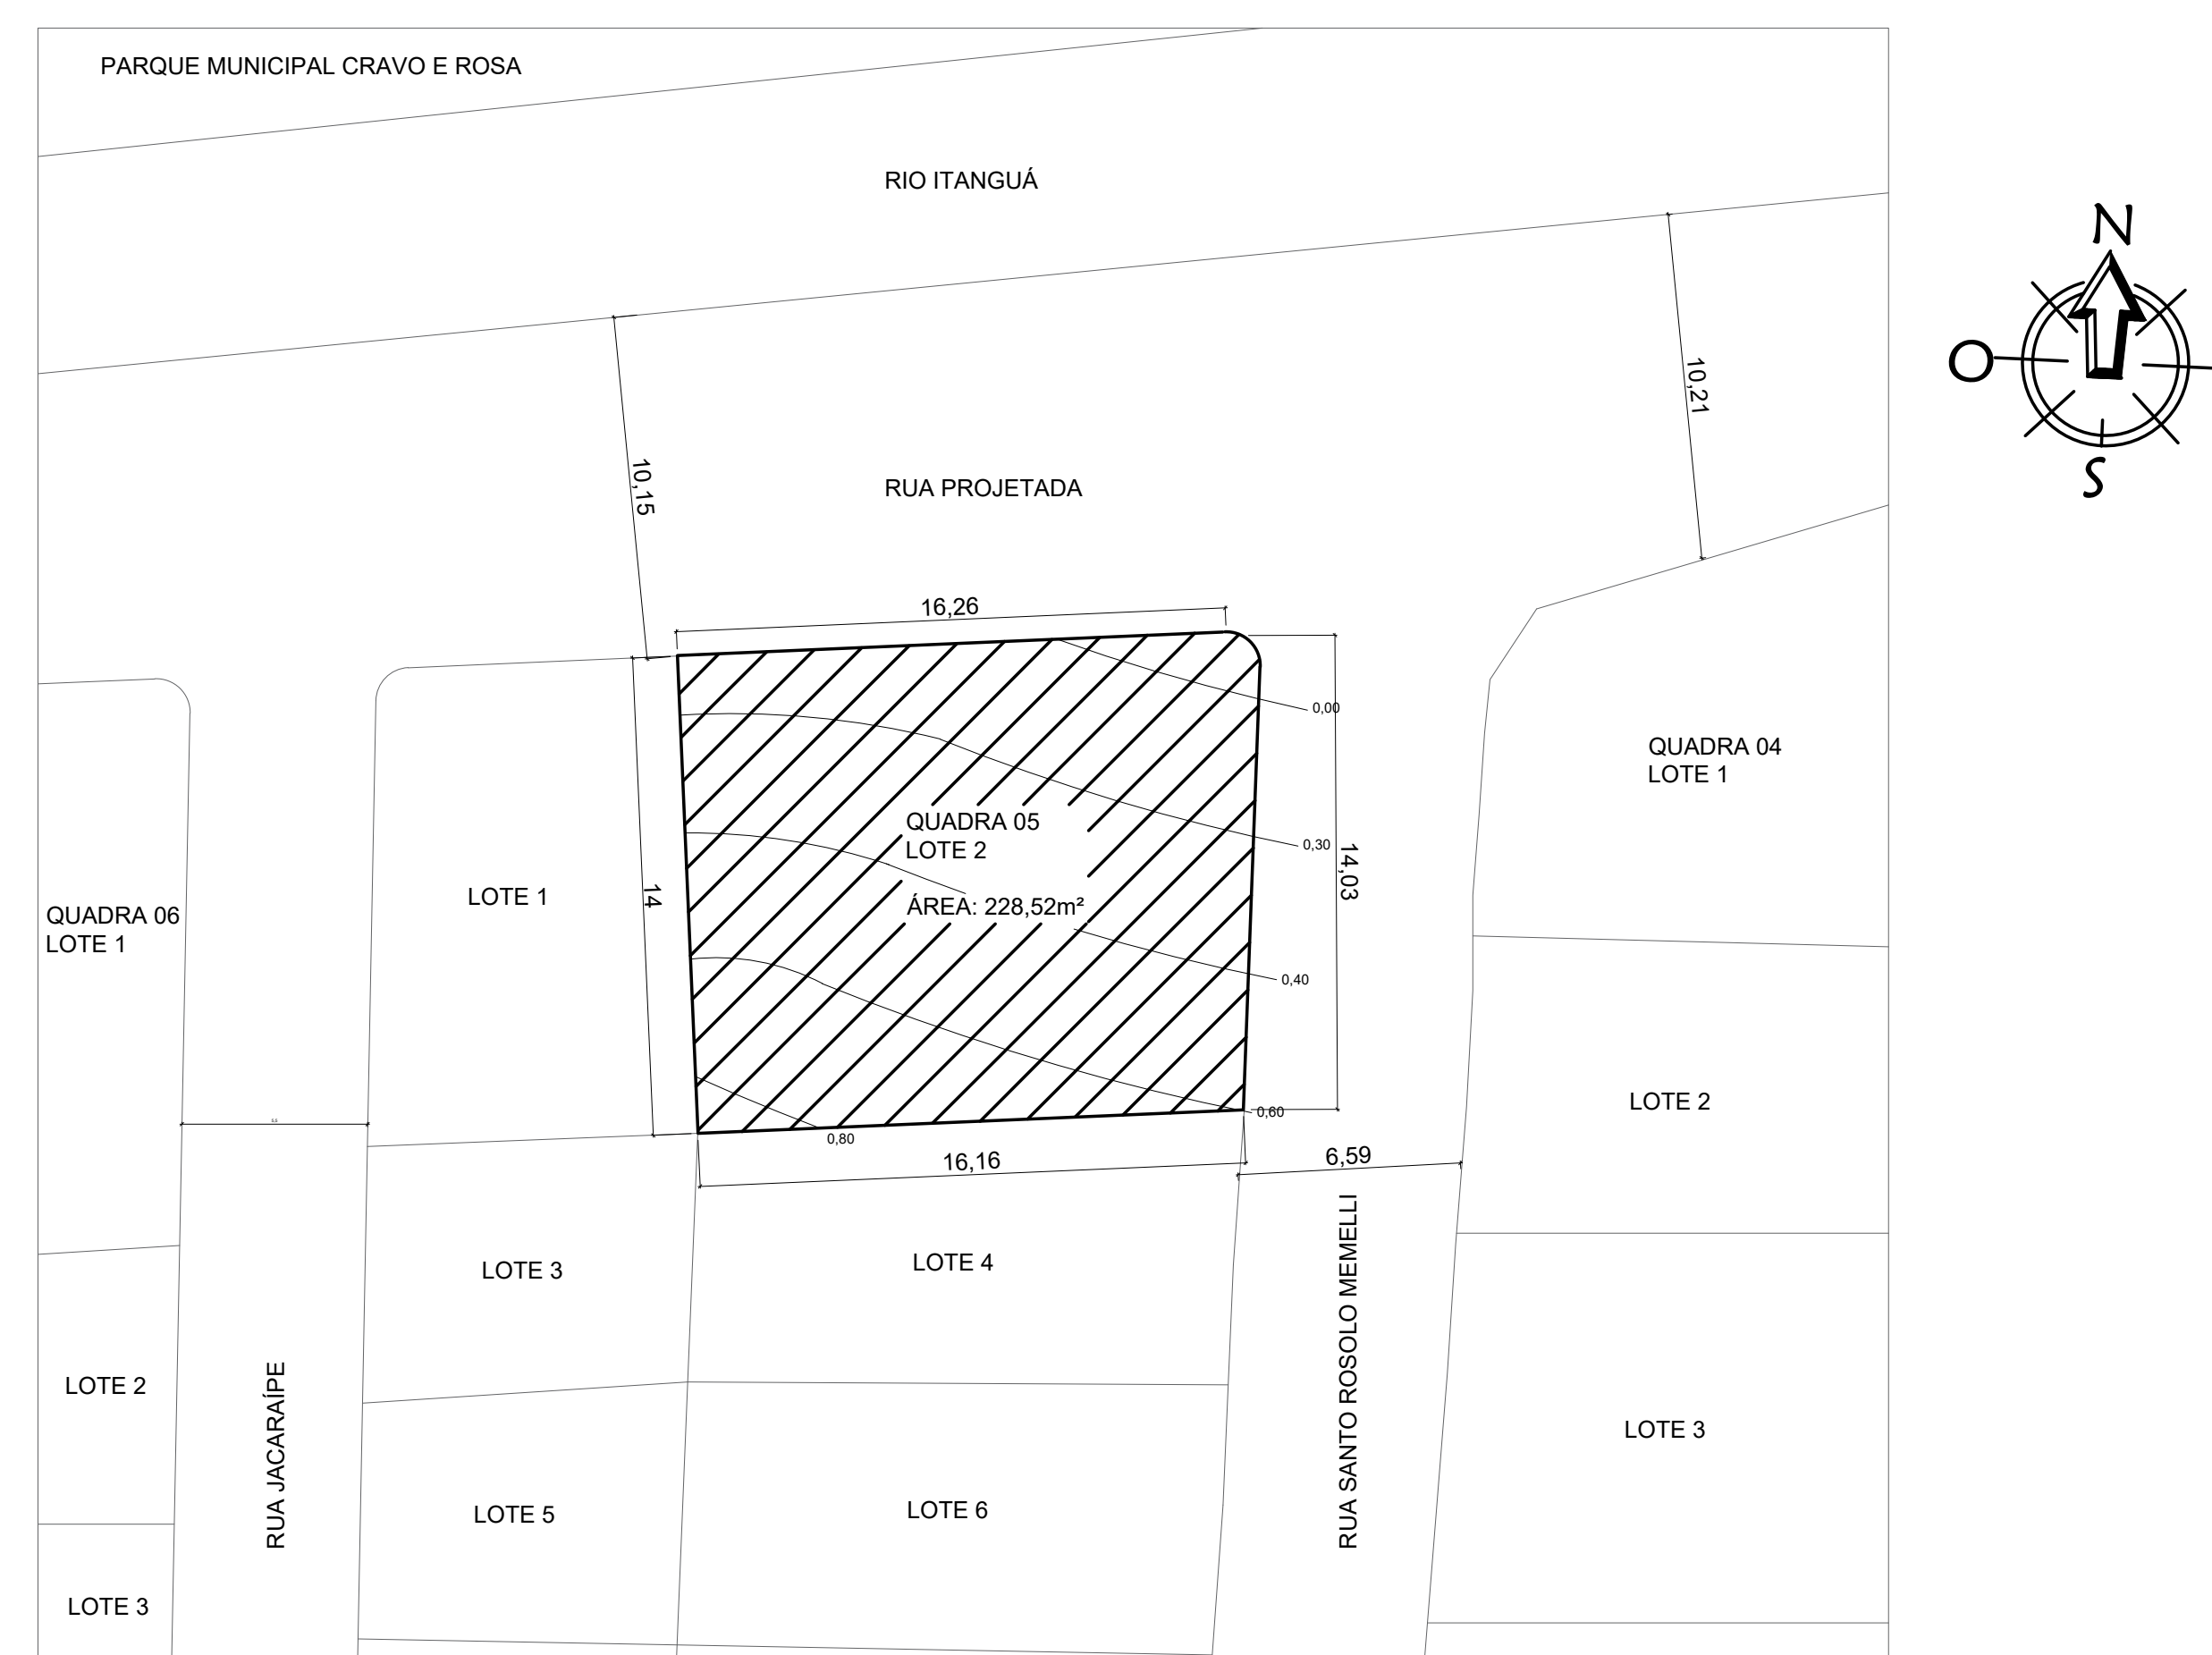 PARQUE MUNICIPAL CRAVO E ROSA
RIO ITANGUÁ
N
O
S
10,21
10,15
RUA PROJETADA
16,26
0,00
QUADRA 04
LOTE 1
QUADRA 05
LOTE 2
0,30
14,03
14
LOTE 1
ÁREA: 228,52m²
QUADRA 06
LOTE 1
0,40
LOTE 2
0,60
0,80
16,16
6,59
LOTE 3
LOTE 4
RUA SANTO ROSOLO MEMELLI
LOTE 2
RUA JACARAÍPE
LOTE 3
LOTE 5
LOTE 6
LOTE 3